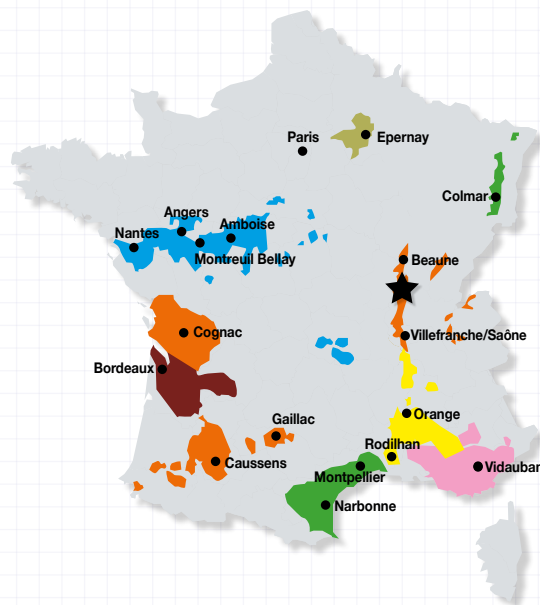 Paris
Epernay
Colmar
Angers
Amboise
Nantes
Montreuil Bellay
Beaune
Cognac
Villefranche/Saône
Bordeaux
Gaillac
Orange
Rodilhan
Caussens
Montpellier
Vidauban
Narbonne